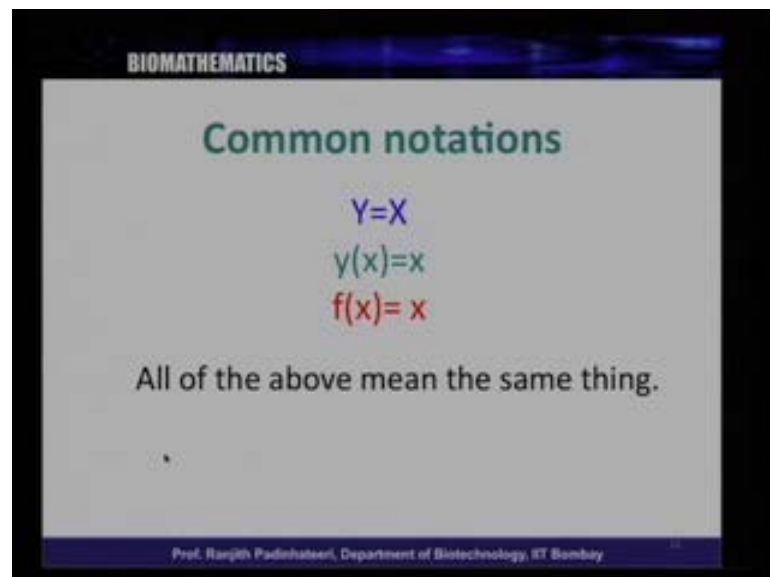 BIOMATHEMATICS
Common notations
Y=X
y(x)=x
f(x)= x
All of the above mean the same thing.
Prof. Ranjith Padinhateeri, Department of Biotechnology, IIT Bombay